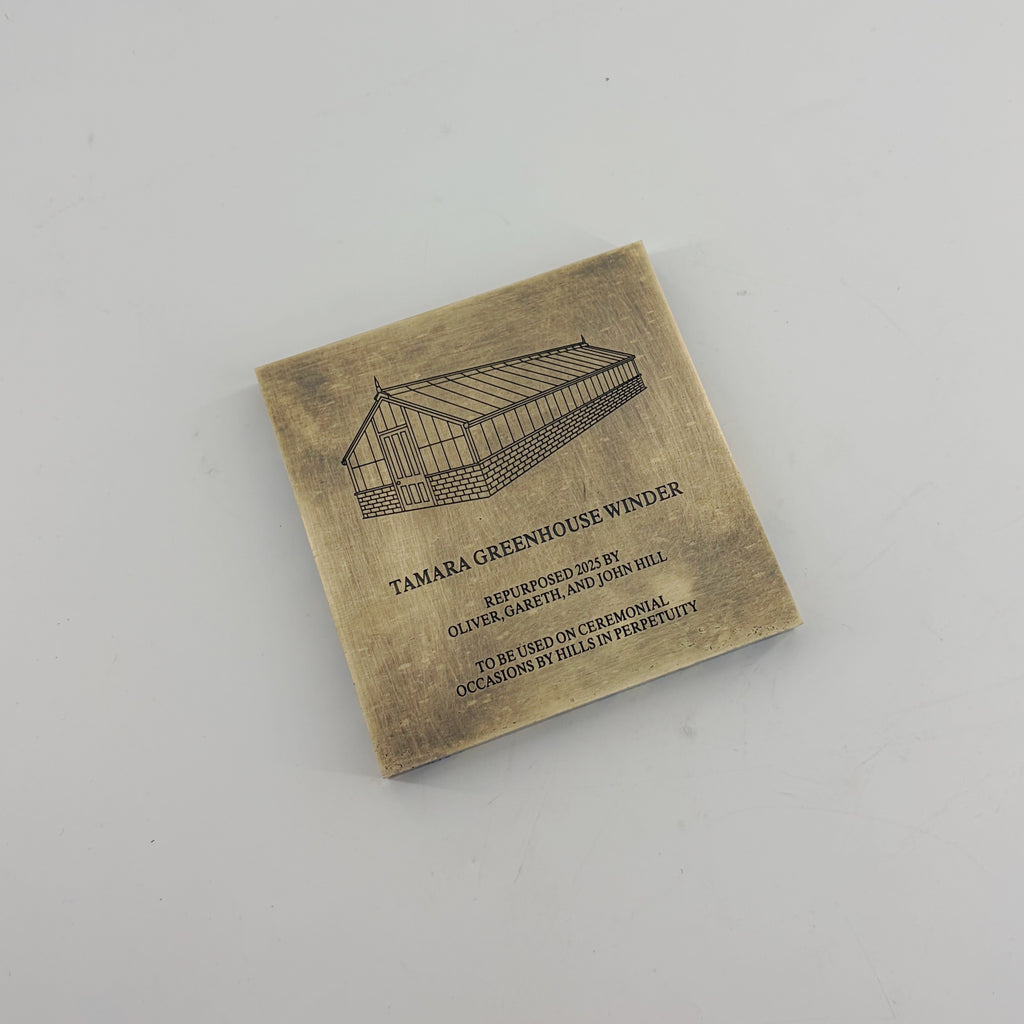 TAMARA GREENHOUSE WINDER
REPURPOSED 2025 BY
OLIVER, GARETH, AND JOHN HILL
TO BE USED ON CEREMONIAL
OCCASIONS BY HILLS IN PERPETUITY